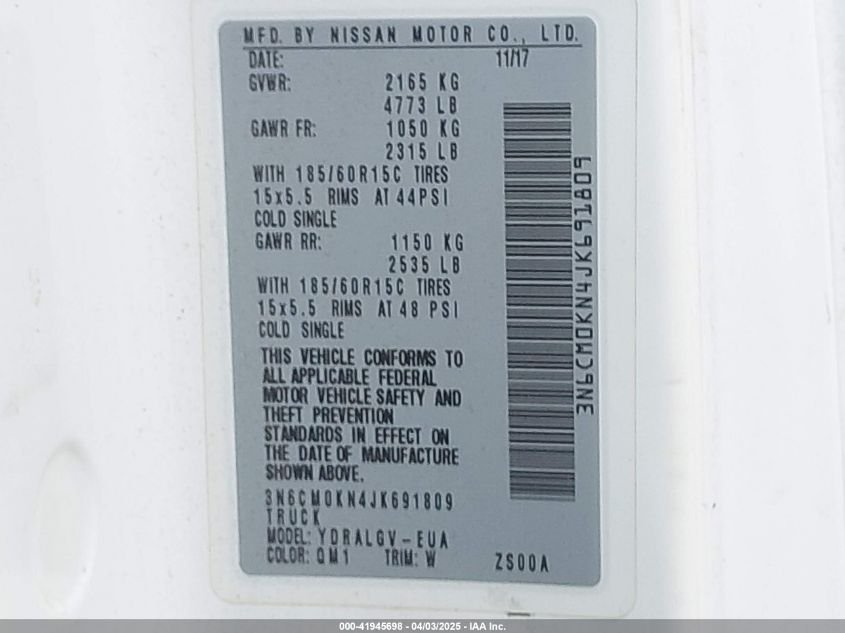 MFD. BY NISSAN MOTOR CO., LTD.
DATE: 11/17
GVWR: 2165 KG
4773 LB
GAWR FR: 1050 KG
2315 LB
WITH 185/60R15C TIRES
15x5.5 RIMS AT 44PSI
COLD SINGLE
GAWR RR: 1150 KG
2535 LB
WITH 185/60R15C TIRES
15x5.5 RIMS AT 48 PSI
COLD SINGLE
THIS VEHICLE CONFORMS TO
ALL APPLICABLE FEDERAL
MOTOR VEHICLE SAFETY AND
THEFT PREVENTION
STANDARDS IN EFFECT ON
THE DATE OF MANUFACTURE
SHOWN ABOVE.
3N6CM0KN4JK691809
TRUCK
MODEL: YDRALGV-EUA
COLOR: QM1 TRIM: W ZS00A
3N6CM0KN4JK691809
000-41945698 - 04/03/2025 - IAA Inc.